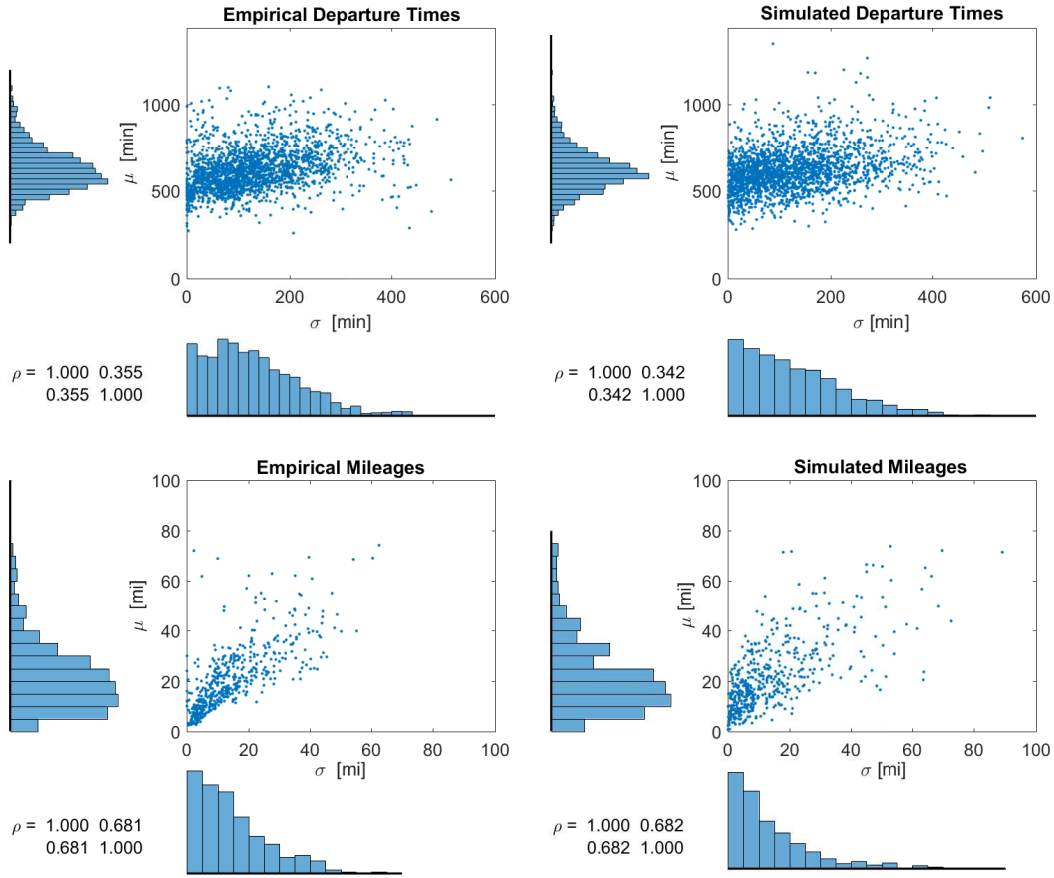 Empirical Departure Times
1000
500
0
μ [min]
0 200 400 600
σ [min]
ρ = 1.000 0.355
0.355 1.000
Simulated Departure Times
1000
500
0
μ [min]
0 200 400 600
σ [min]
ρ = 1.000 0.342
0.342 1.000
Empirical Mileages
100
80
60
40
20
0
μ [mi]
0 20 40 60 80 100
σ [mi]
ρ = 1.000 0.681
0.681 1.000
Simulated Mileages
100
80
60
40
20
0
μ [mi]
0 20 40 60 80 100
σ [mi]
ρ = 1.000 0.682
0.682 1.000